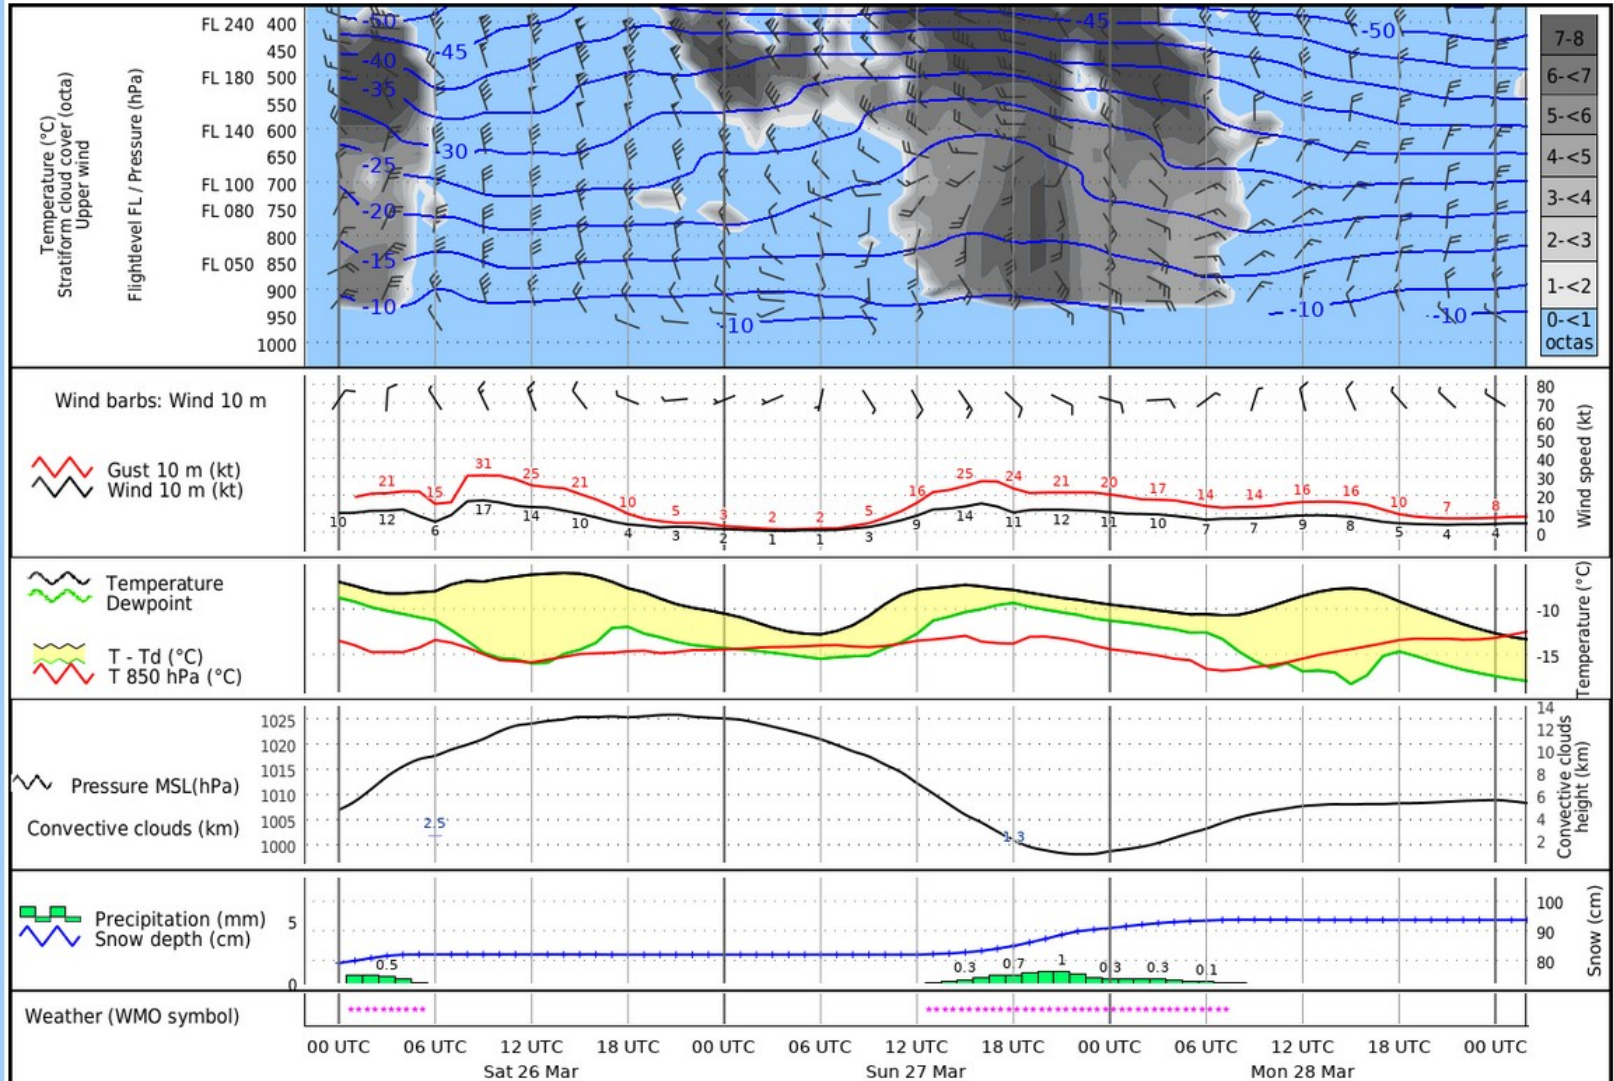 FL 240 400
450
FL 180 500
550
FL 140 600
650
FL 100 700
FL 080 750
800
FL 050 850
900
950
1000
Temperature (°C)
Stratiform cloud cover (octa)
Upper wind
Flightlevel FL / Pressure (hPa)
-50
-45
-40
-35
-30
-25
-20
-15
-10
-10
-45
-50
-10
-10
7-8
6-<7
5-<6
4-<5
3-<4
2-<3
1-<2
0-<1
octas
Wind barbs: Wind 10 m
Gust 10 m (kt)
Wind 10 m (kt)
21 15 31 25 21 10 5 3 2 2 5 16 25 24 21 20 17 14 14 16 16 10 7 8
10 12 6 17 14 10 4 3 2 1 1 3 9 14 11 12 11 10 7 7 9 8 5 4 4
80
70
60
50
40
30
20
10
0
Wind speed (kt)
Temperature
Dewpoint
T - Td (°C)
T 850 hPa (°C)
-10
-15
Temperature (°C)
1025
1020
1015
1010
1005
1000
Pressure MSL(hPa)
Convective clouds (km)
2.5
1.3
14
12
10
8
6
4
2
Convective clouds
height (km)
Precipitation (mm)
Snow depth (cm)
5
0
0.5 0.3 0.7 1 0.3 0.3 0.1
100
90
80
Snow (cm)
Weather (WMO symbol)
00 UTC 06 UTC 12 UTC 18 UTC 00 UTC 06 UTC 12 UTC 18 UTC 00 UTC 06 UTC 12 UTC 18 UTC 00 UTC
Sat 26 Mar Sun 27 Mar Mon 28 Mar